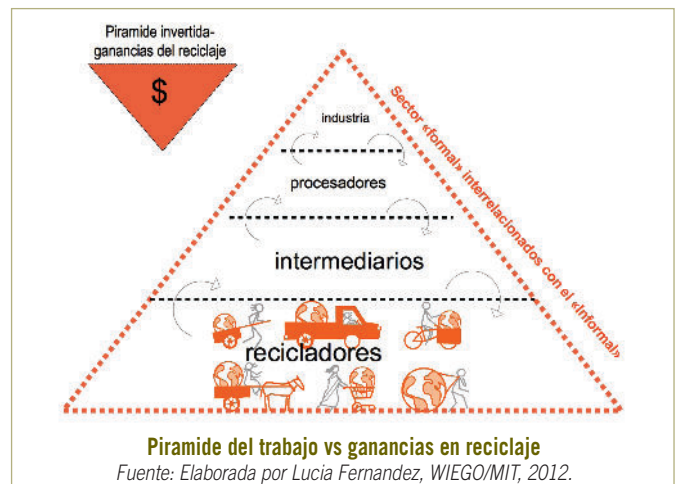 Piramide invertida-
ganancias del reciclaje
$
industria
procesadores
intermediarios
recicladores
Sector «formal» interrelacionados con el «Informal»
Piramide del trabajo vs ganancias en reciclaje
Fuente: Elaborada por Lucia Fernandez, WIEGO/MIT, 2012.